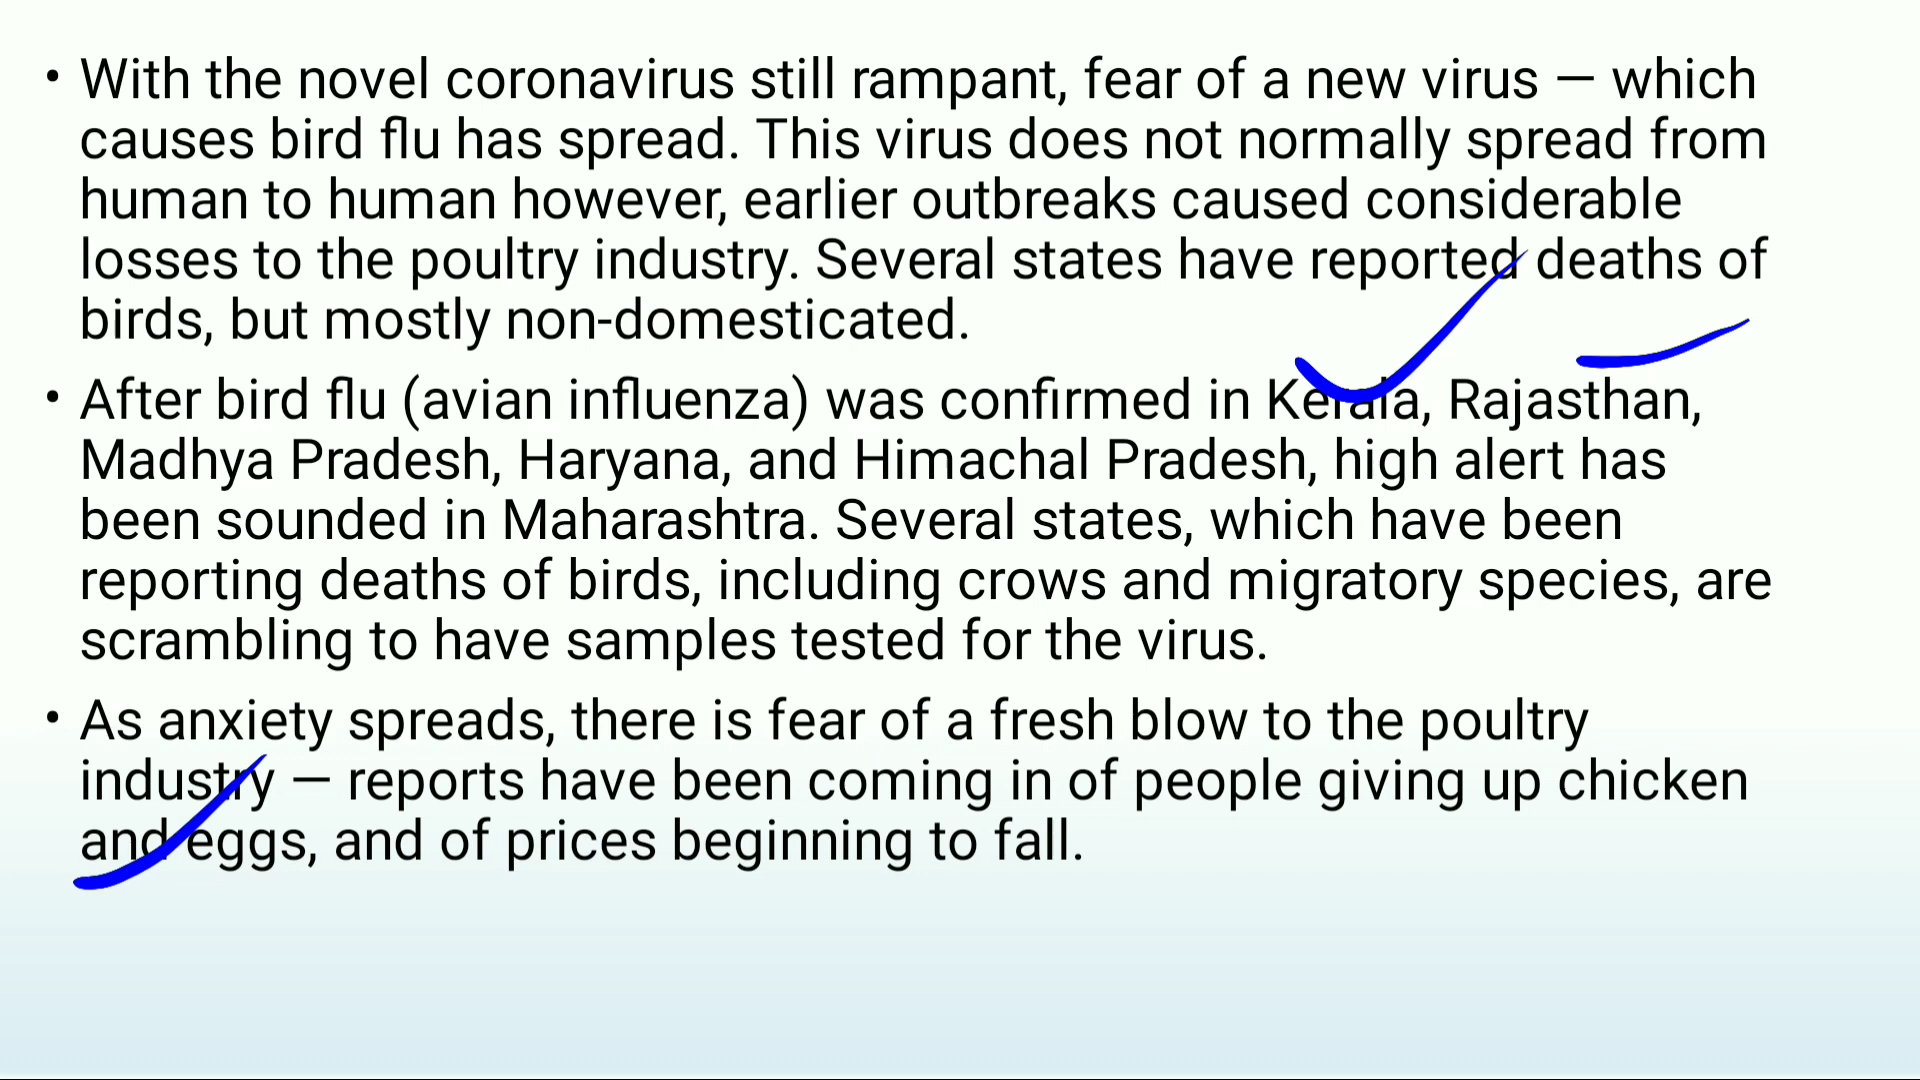 • With the novel coronavirus still rampant, fear of a new virus — which
causes bird flu has spread. This virus does not normally spread from
human to human however, earlier outbreaks caused considerable
losses to the poultry industry. Several states have reported deaths of
birds, but mostly non-domesticated.
• After bird flu (avian influenza) was confirmed in Kerala, Rajasthan,
Madhya Pradesh, Haryana, and Himachal Pradesh, high alert has
been sounded in Maharashtra. Several states, which have been
reporting deaths of birds, including crows and migratory species, are
scrambling to have samples tested for the virus.
• As anxiety spreads, there is fear of a fresh blow to the poultry
industry — reports have been coming in of people giving up chicken
and eggs, and of prices beginning to fall.